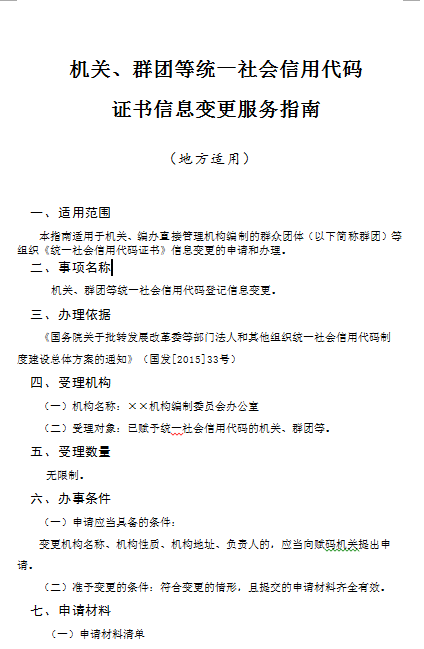 机关、群团等统一社会信用代码
证书信息变更服务指南
（地方适用）
一、适用范围
本指南适用于机关、编办直接管理机构编制的群众团体（以下简称群团）等
组织《统一社会信用代码证书》信息变更的申请和办理。
二、事项名称
机关、群团等统一社会信用代码登记信息变更。
三、办理依据
《国务院关于批转发展改革委等部门法人和其他组织统一社会信用代码制
度建设总体方案的通知》（国发[2015]33号）
四、受理机构
（一）机构名称：××机构编制委员会办公室
（二）受理对象：已赋予统一社会信用代码的机关、群团等。
五、受理数量
无限制。
六、办事条件
（一）申请应当具备的条件：
变更机构名称、机构性质、机构地址、负责人的，应当向赋码机关提出申
请。
（二）准予变更的条件：符合变更的情形，且提交的申请材料齐全有效。
七、申请材料
（一）申请材料清单